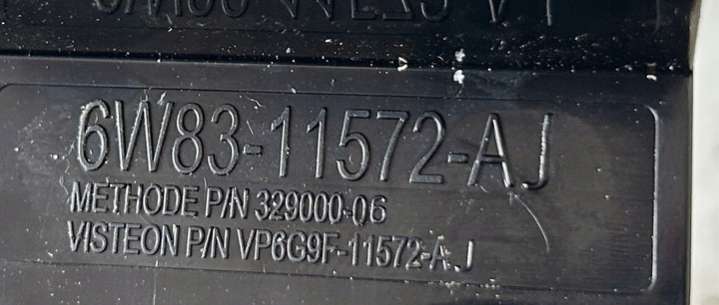 6W83-11572-AJ
METHODE P/N 329000-06
VISTEON P/N VP6G9F-11572-AJ